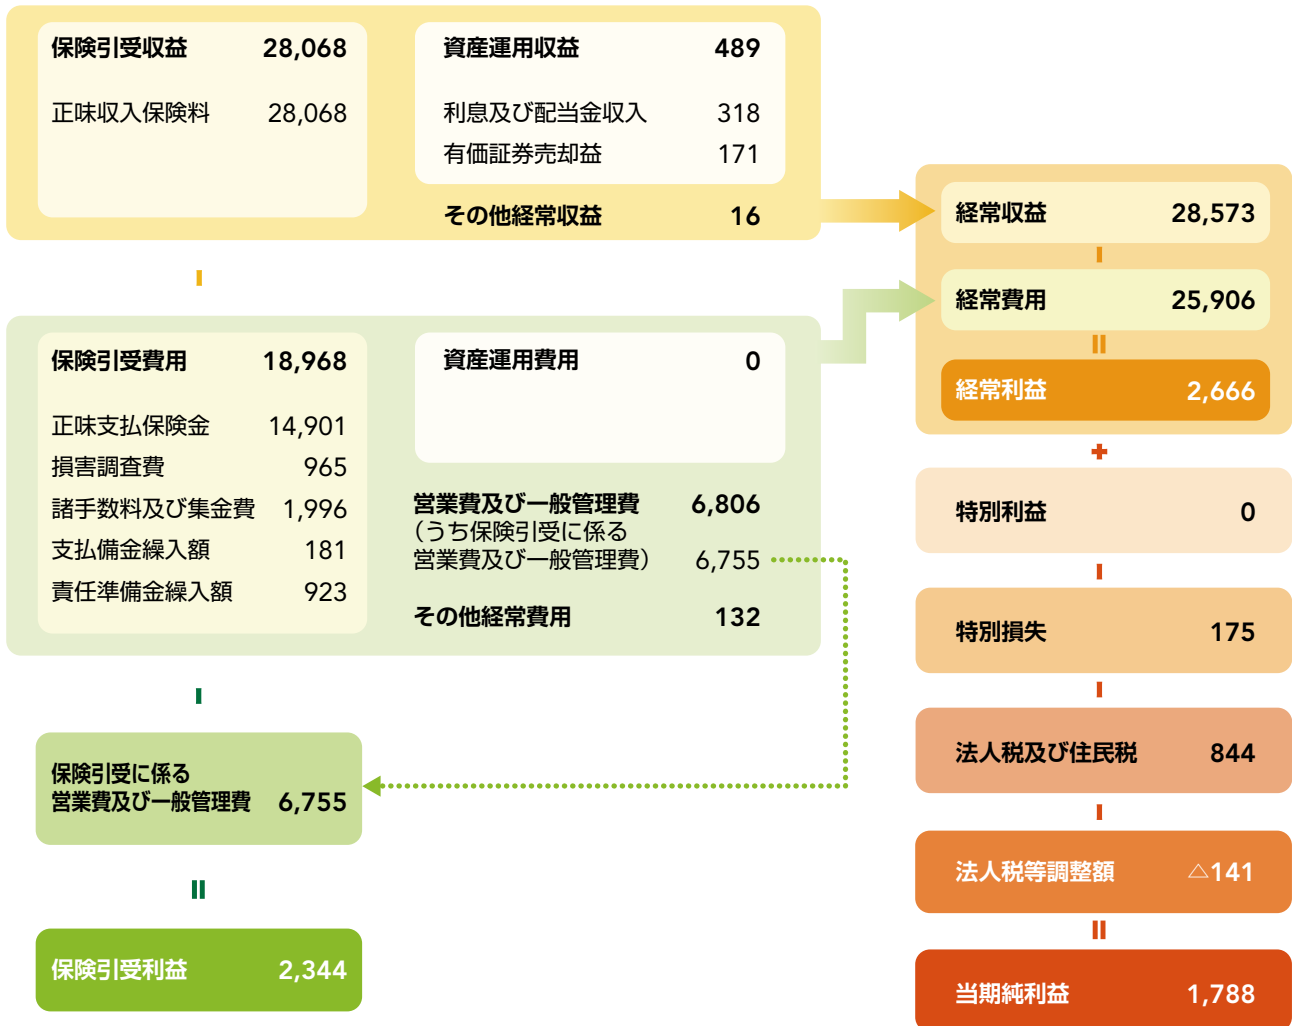 保険引受収益 28,068
正味収入保険料 28,068
資産運用収益 489
利息及び配当金収入 318
有価証券売却益 171
その他経常収益 16
保険引受費用 18,968
正味支払保険金 14,901
損害調査費 965
諸手数料及び集金費 1,996
支払備金繰入額 181
責任準備金繰入額 923
資産運用費用 0
営業費及び一般管理費 6,806
（うち保険引受に係る
営業費及び一般管理費） 6,755
その他経常費用 132
保険引受に係る
営業費及び一般管理費 6,755
保険引受利益 2,344
経常収益 28,573
経常費用 25,906
経常利益 2,666
特別利益 0
特別損失 175
法人税及び住民税 844
法人税等調整額 △141
当期純利益 1,788